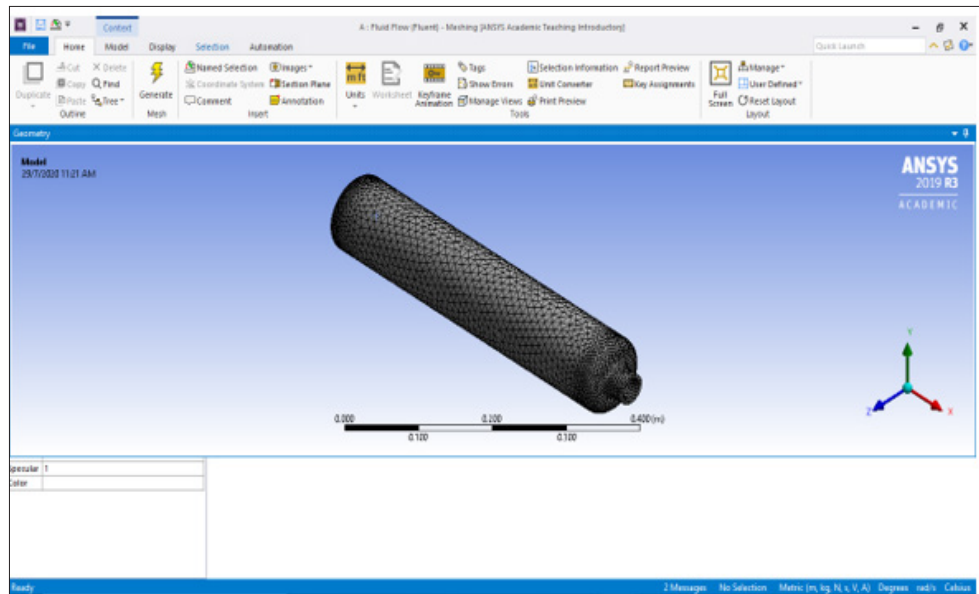 Context
A : Fluid Flow (Fluent) - Meshing [ANSYS Academic Teaching Introductory]
File Home Model Display Selection Automation Quick Launch
Duplicate Cut Copy Paste Delete Find Tree
Outline
Generate
Mesh
Named Selection Coordinate System Comment Images Section Plane Annotation
Insert
Units Worksheet Keyframe Animation Tags Show Errors Manage Views Selection Information Unit Converter Print Preview Report Preview Key Assignments
Tools
Full Screen Manage User Defined Reset Layout
Layout
Geometry
Model
29/7/2020 11:21 AM
ANSYS
2019 R3
ACADEMIC
Y
Z X
0.000 0.200 0.400 (m)
0.100 0.300
Specular 1
Color
Ready 2 Messages No Selection Metric (m, kg, N, s, V, A) Degrees rad/s Celsius